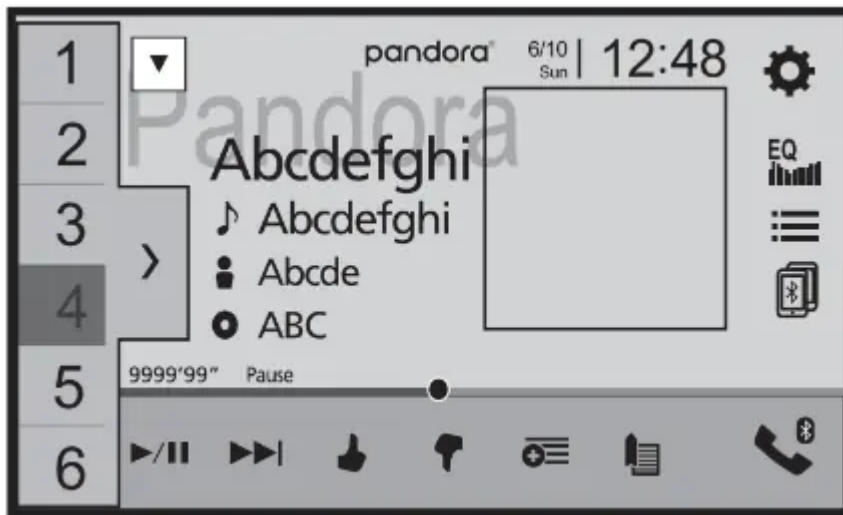 1
2
3
4
5
6
pandora
6/10
Sun
12:48
Pandora
Abcdefghi
Abcdefghi
Abcde
ABC
9999'99" Pause
EQ